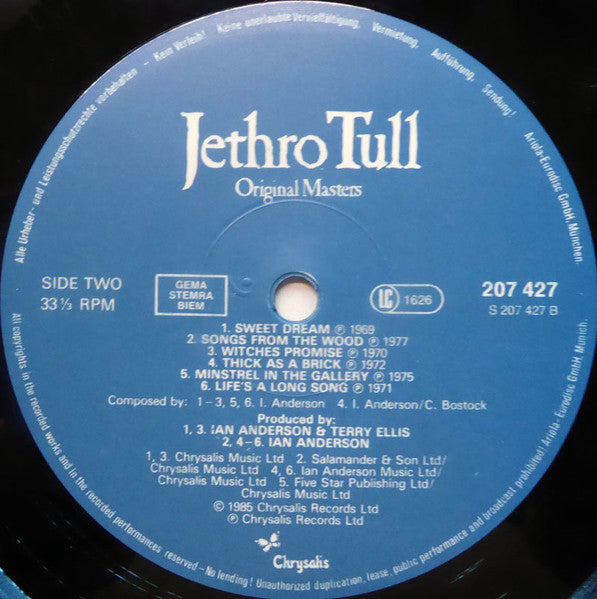 Alle Urheber- und Leistungsschutzrechte vorbehalten – Kein Verleih! Keine unerlaubte Vervielfältigung, Vermietung, Aufführung, Sendung! Ariola-Eurodisc GmbH, München.
Jethro Tull
Original Masters
SIDE TWO
33⅓ RPM
GEMA
STEMRA
BIEM
LC 1626
207 427
S 207 427 B
1. SWEET DREAM ℗ 1969
2. SONGS FROM THE WOOD ℗ 1977
3. WITCHES PROMISE ℗ 1970
4. THICK AS A BRICK ℗ 1972
5. MINSTREL IN THE GALLERY ℗ 1975
6. LIFE'S A LONG SONG ℗ 1971
Composed by: 1–3, 5, 6. I. Anderson 4. I. Anderson/C. Bostock
Produced by:
1, 3. IAN ANDERSON & TERRY ELLIS
2, 4–6. IAN ANDERSON
1, 3. Chrysalis Music Ltd 2. Salamander & Son Ltd/
Chrysalis Music Ltd 4, 6. Ian Anderson Music Ltd/
Chrysalis Music Ltd 5. Five Star Publishing Ltd/
Chrysalis Music Ltd
© 1985 Chrysalis Records Ltd
℗ Chrysalis Records Ltd
Chrysalis
All copyrights in the recorded works and in the recorded performances reserved – No lending! Unauthorized duplication, lease, public performance and broadcast prohibited! Ariola-Eurodisc GmbH, Munich.